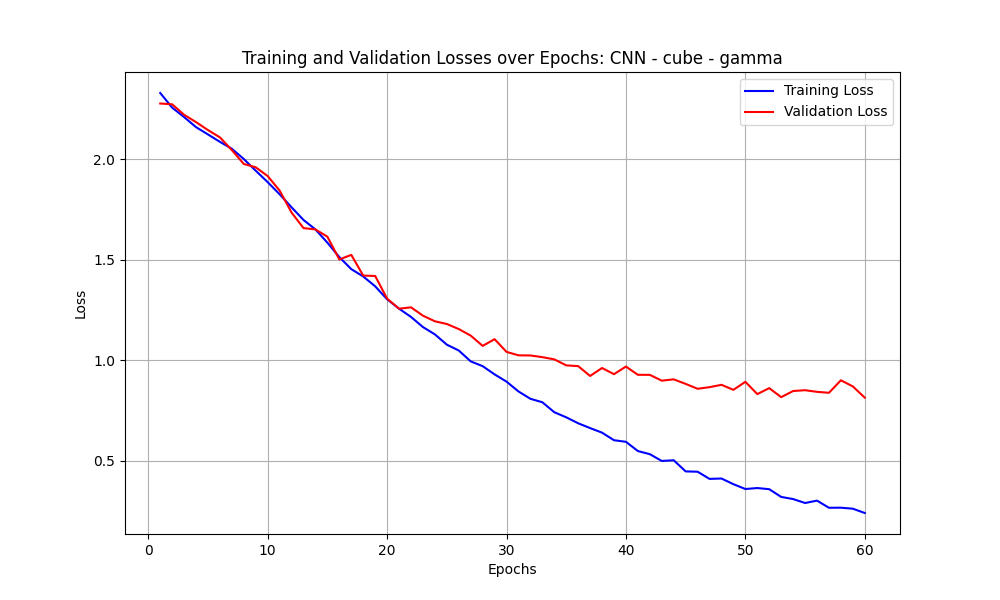 Training and Validation Losses over Epochs: CNN - cube - gamma
Training Loss
Validation Loss
2.0
1.5
1.0
0.5
Loss
0 10 20 30 40 50 60
Epochs